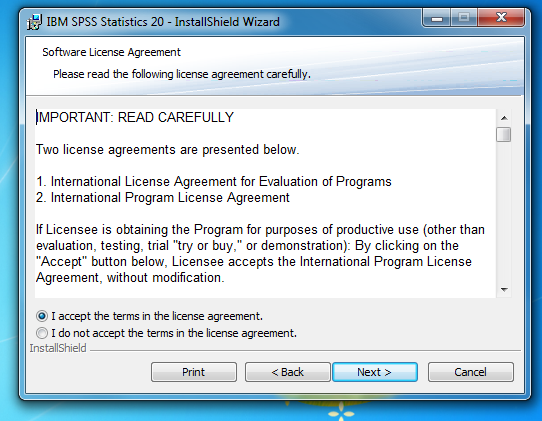 IBM SPSS Statistics 20 - InstallShield Wizard
Software License Agreement
Please read the following license agreement carefully.
IMPORTANT: READ CAREFULLY
Two license agreements are presented below.
1. International License Agreement for Evaluation of Programs
2. International Program License Agreement
If Licensee is obtaining the Program for purposes of productive use (other than
evaluation, testing, trial "try or buy," or demonstration): By clicking on the
"Accept" button below, Licensee accepts the International Program License
Agreement, without modification.
I accept the terms in the license agreement.
I do not accept the terms in the license agreement.
InstallShield
Print
< Back
Next >
Cancel